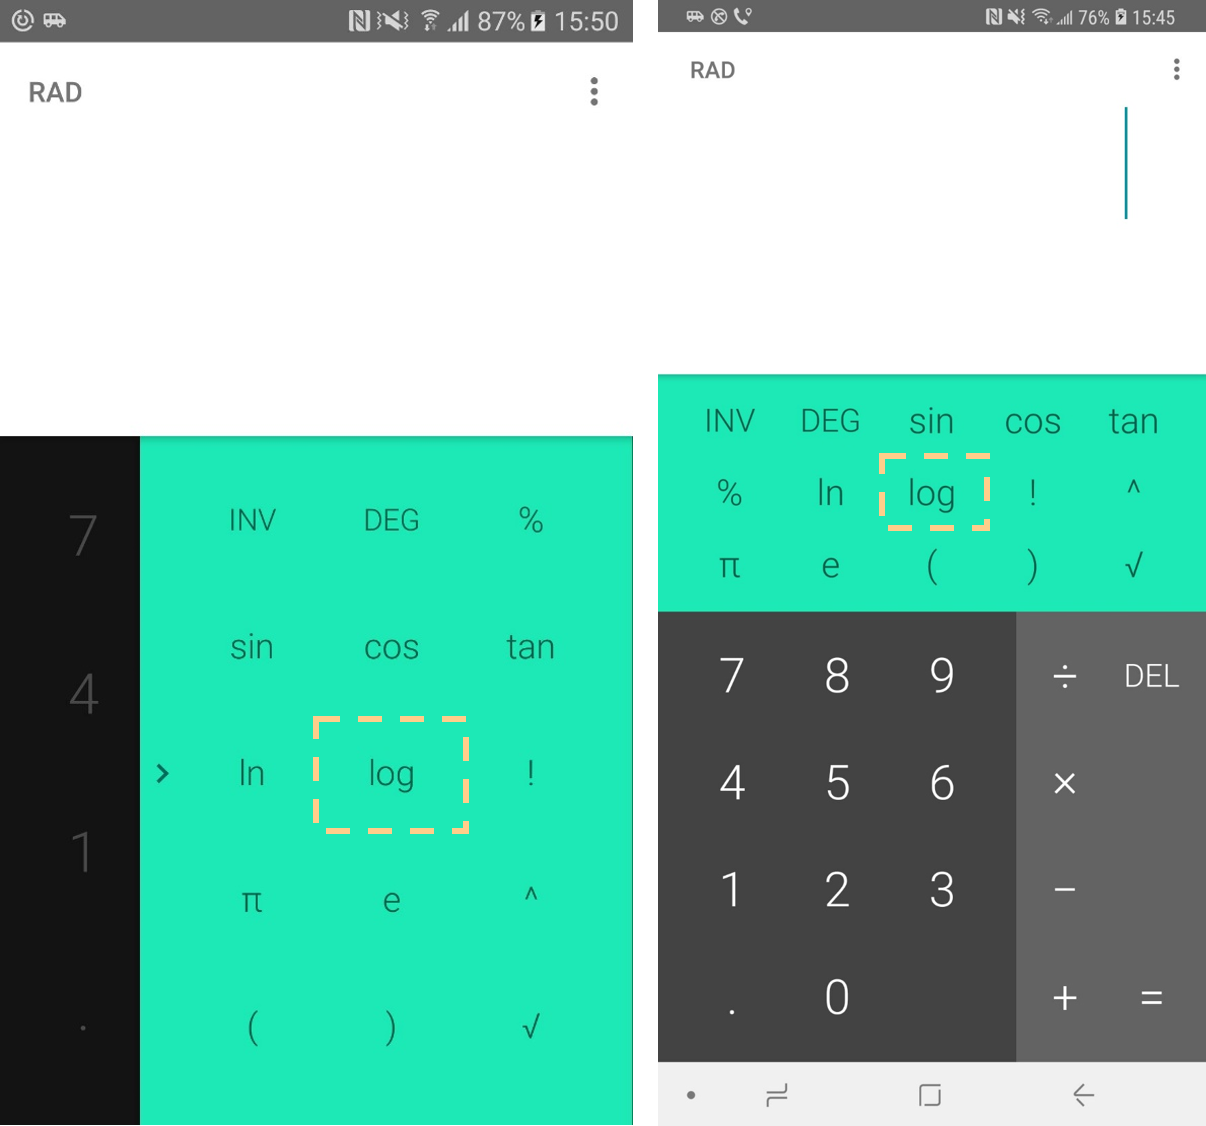 87% 15:50
RAD
7
4
1
.
INV DEG %
sin cos tan
ln log !
π e ^
( ) √
76% 15:45
RAD
INV DEG sin cos tan
% ln log ! ^
π e ( ) √
7 8 9 ÷ DEL
4 5 6 ×
1 2 3 −
. 0 + =